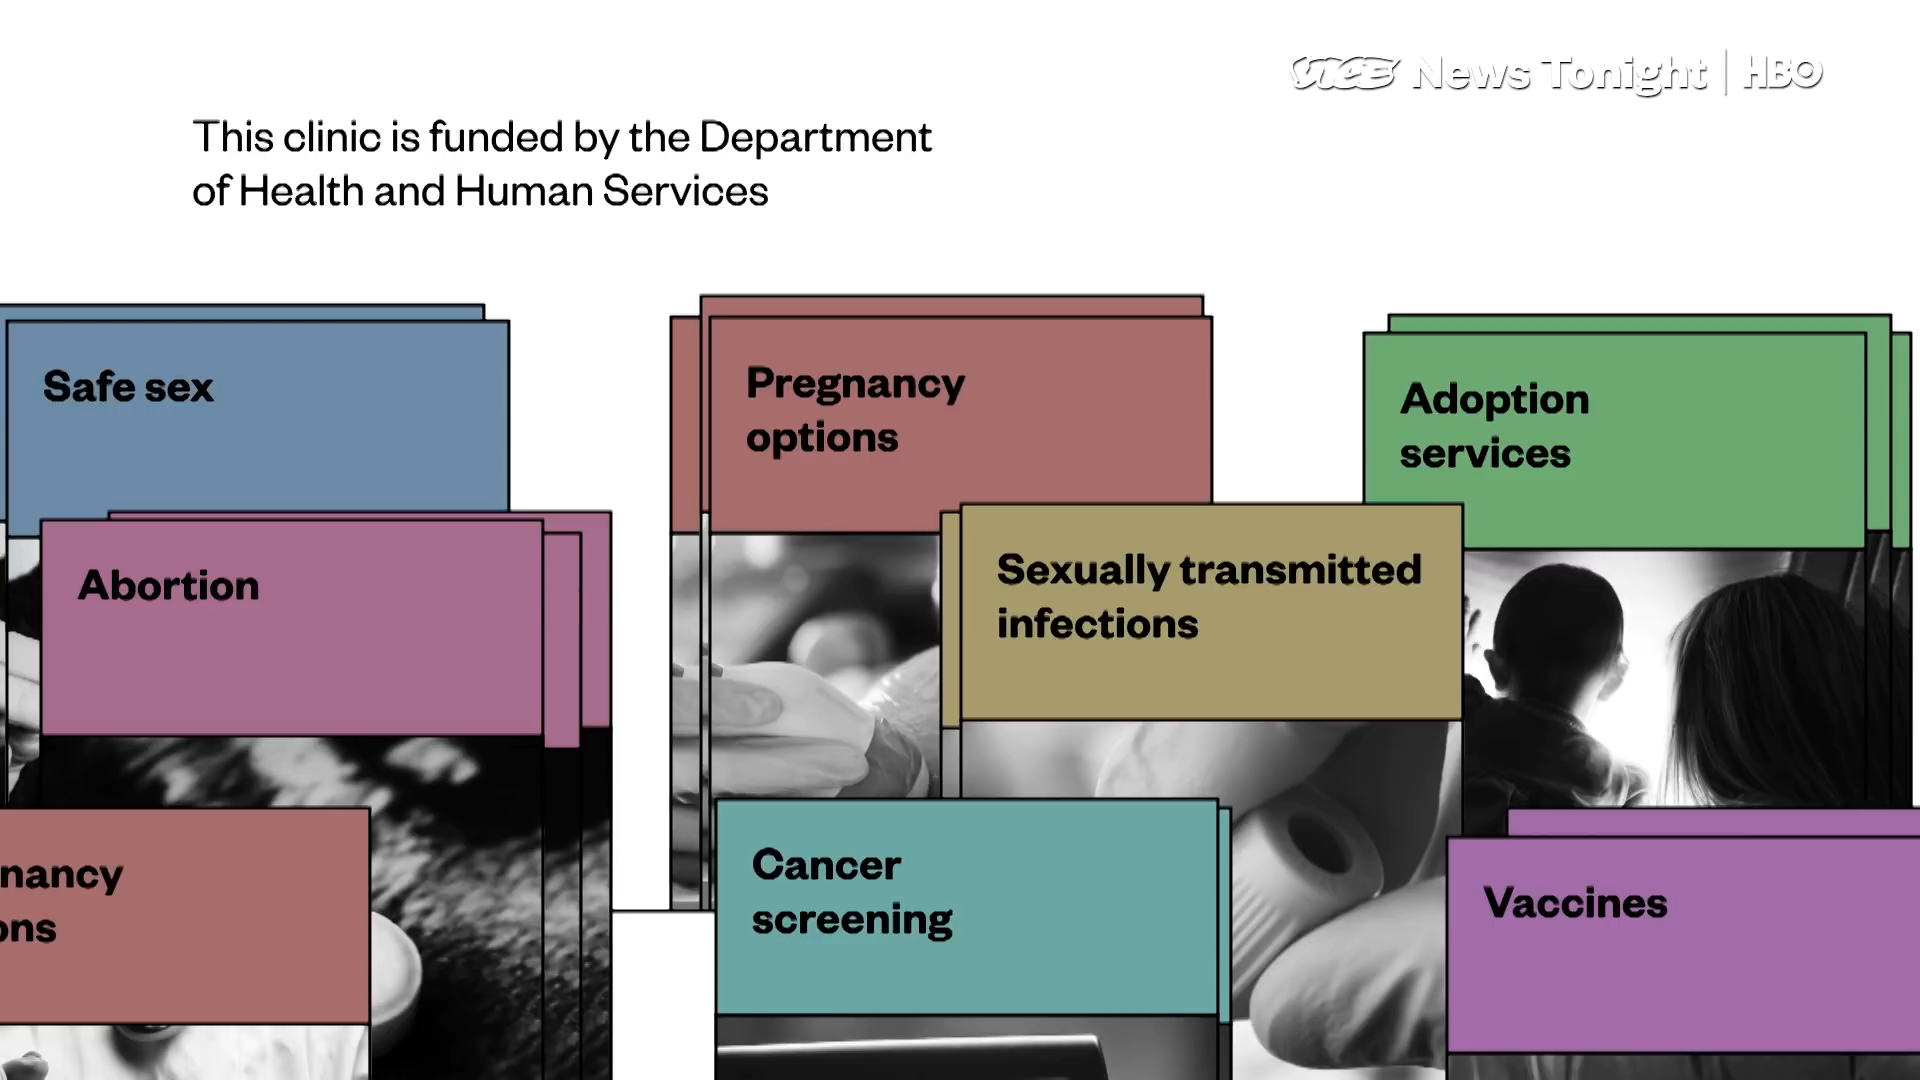 VICE News Tonight | HBO
This clinic is funded by the Department
of Health and Human Services
Safe sex
Pregnancy
options
Adoption
services
Abortion
Sexually transmitted
infections
nancy
ons
Cancer
screening
Vaccines